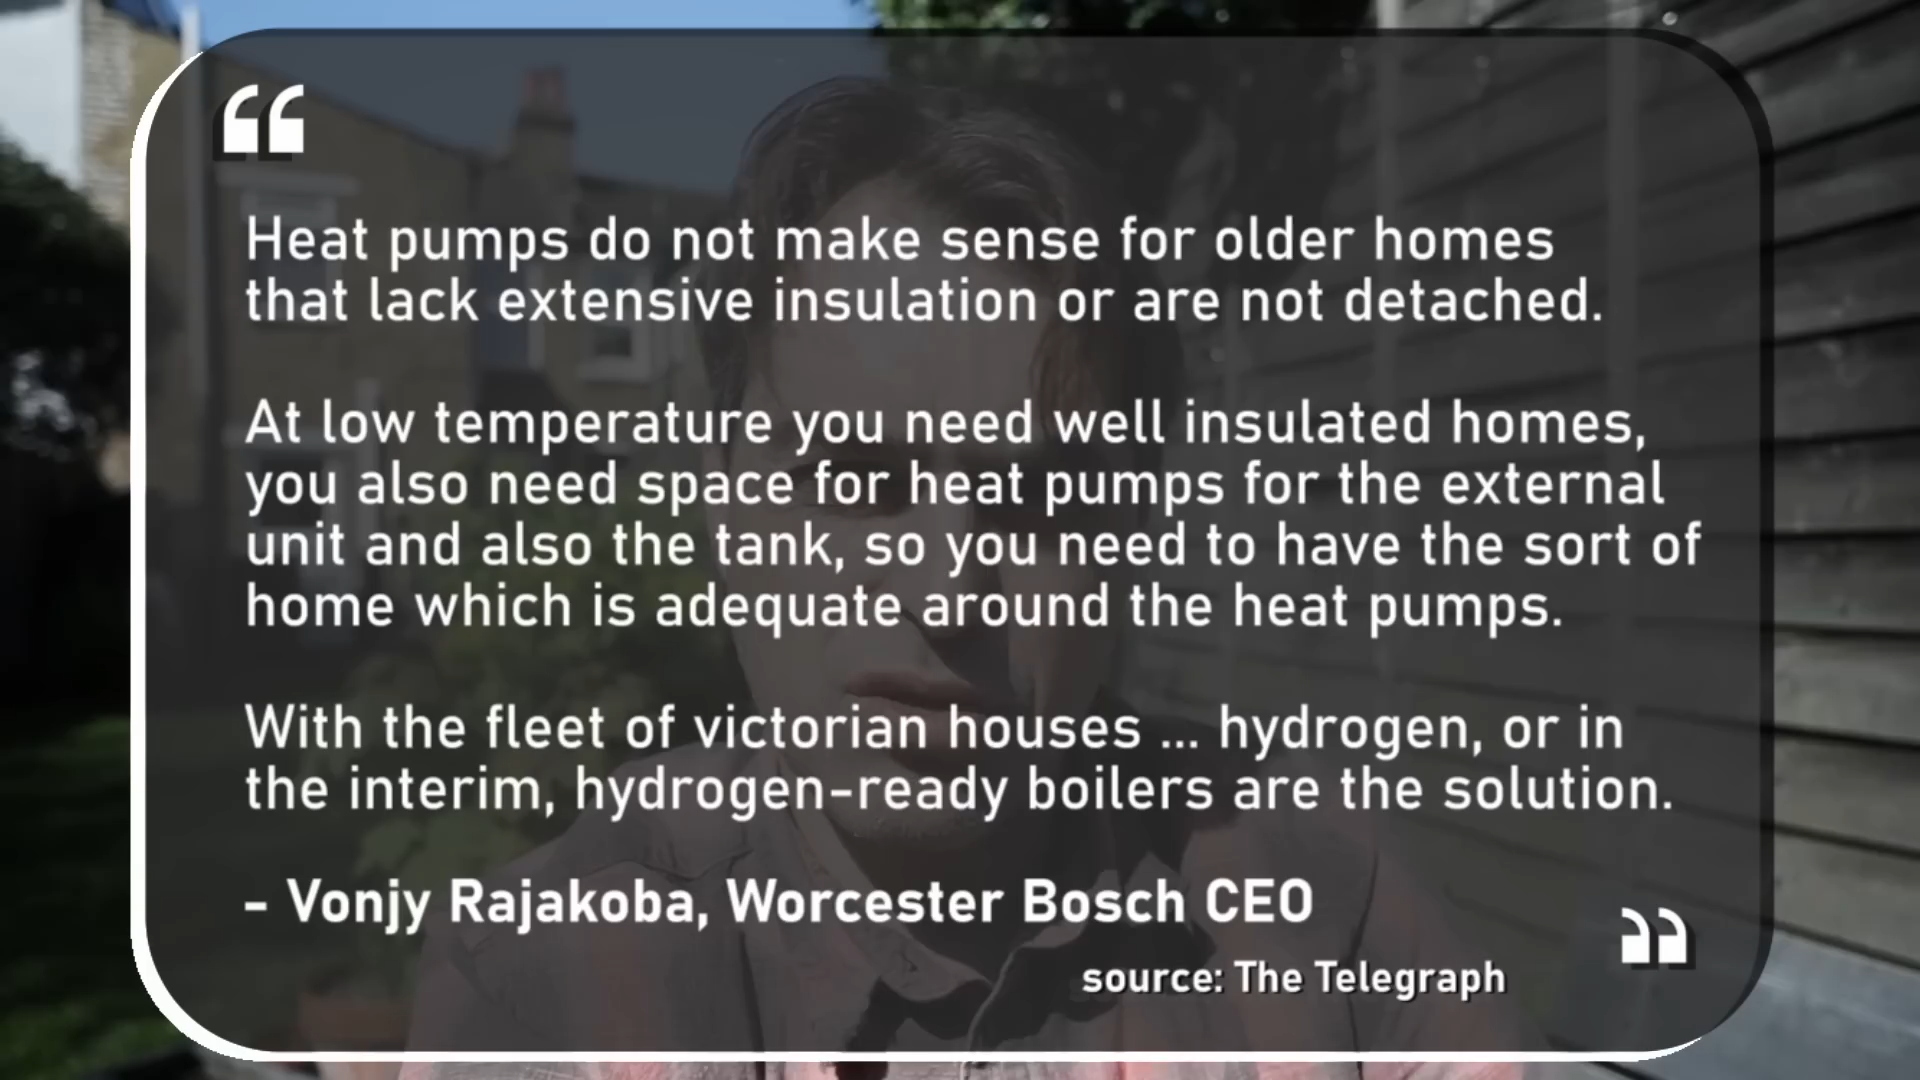 “
Heat pumps do not make sense for older homes
that lack extensive insulation or are not detached.
At low temperature you need well insulated homes,
you also need space for heat pumps for the external
unit and also the tank, so you need to have the sort of
home which is adequate around the heat pumps.
With the fleet of victorian houses ... hydrogen, or in
the interim, hydrogen-ready boilers are the solution.
- Vonjy Rajakoba, Worcester Bosch CEO
”
source: The Telegraph